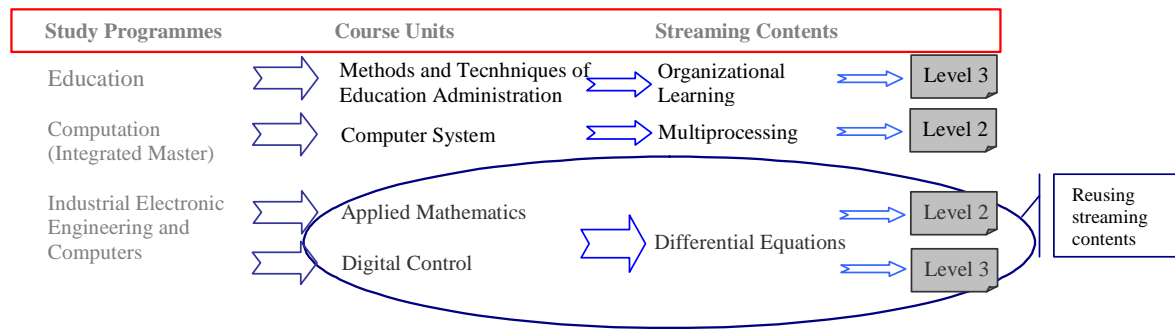 Study Programmes Course Units Streaming Contents
Education
Methods and Tecnhniques of
Education Administration
Organizational
Learning
Level 3
Computation
(Integrated Master)
Computer System
Multiprocessing
Level 2
Industrial Electronic
Engineering and
Computers
Applied Mathematics
Digital Control
Differential Equations
Level 2
Level 3
Reusing
streaming
contents